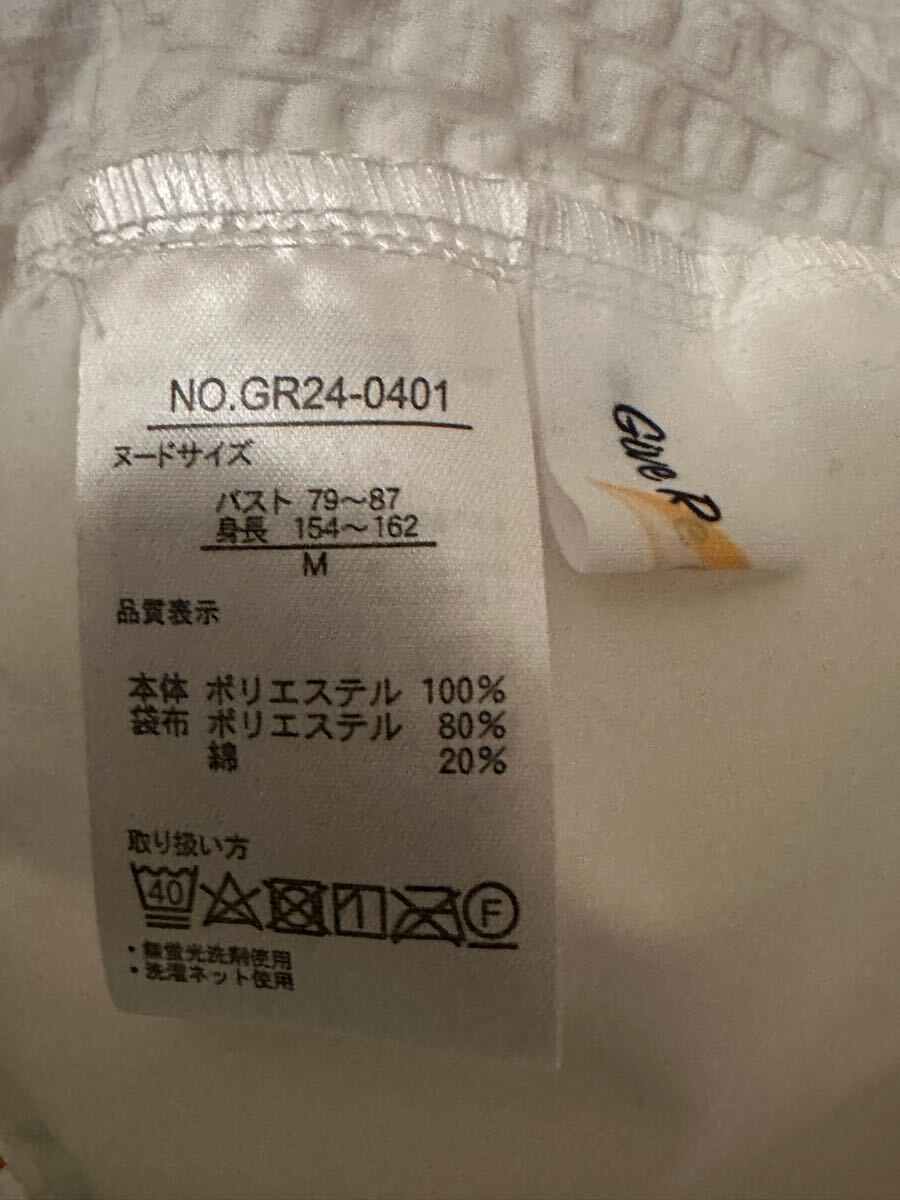 NO.GR24-0401
ヌードサイズ
バスト 79～87
身長 154～162
M
品質表示
本体 ポリエステル 100%
袋布 ポリエステル 80%
綿 20%
取り扱い方
40
F
・無蛍光洗剤使用
・洗濯ネット使用
Give R